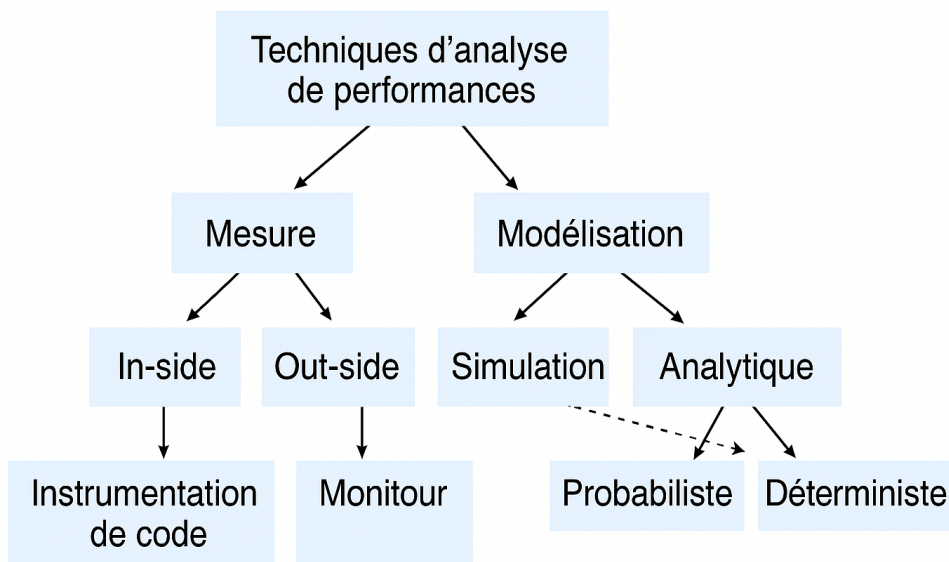 Techniques d'analyse
de performances
Mesure
Modélisation
In-side
Out-side
Simulation
Analytique
Instrumentation
de code
Monitour
Probabiliste
Déterministe